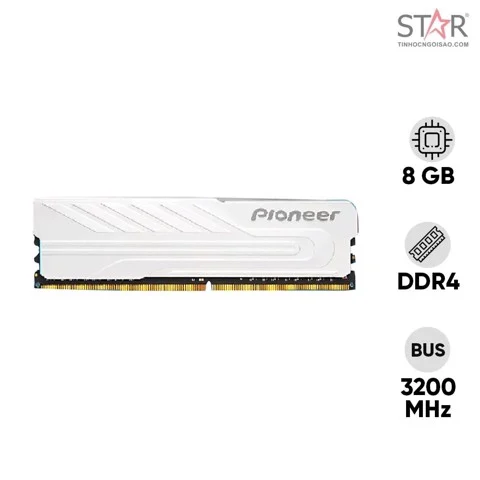 STAR
TINHOCNGOISAO.COM
8 GB
Pioneer
DDR4
BUS
3200
MHz